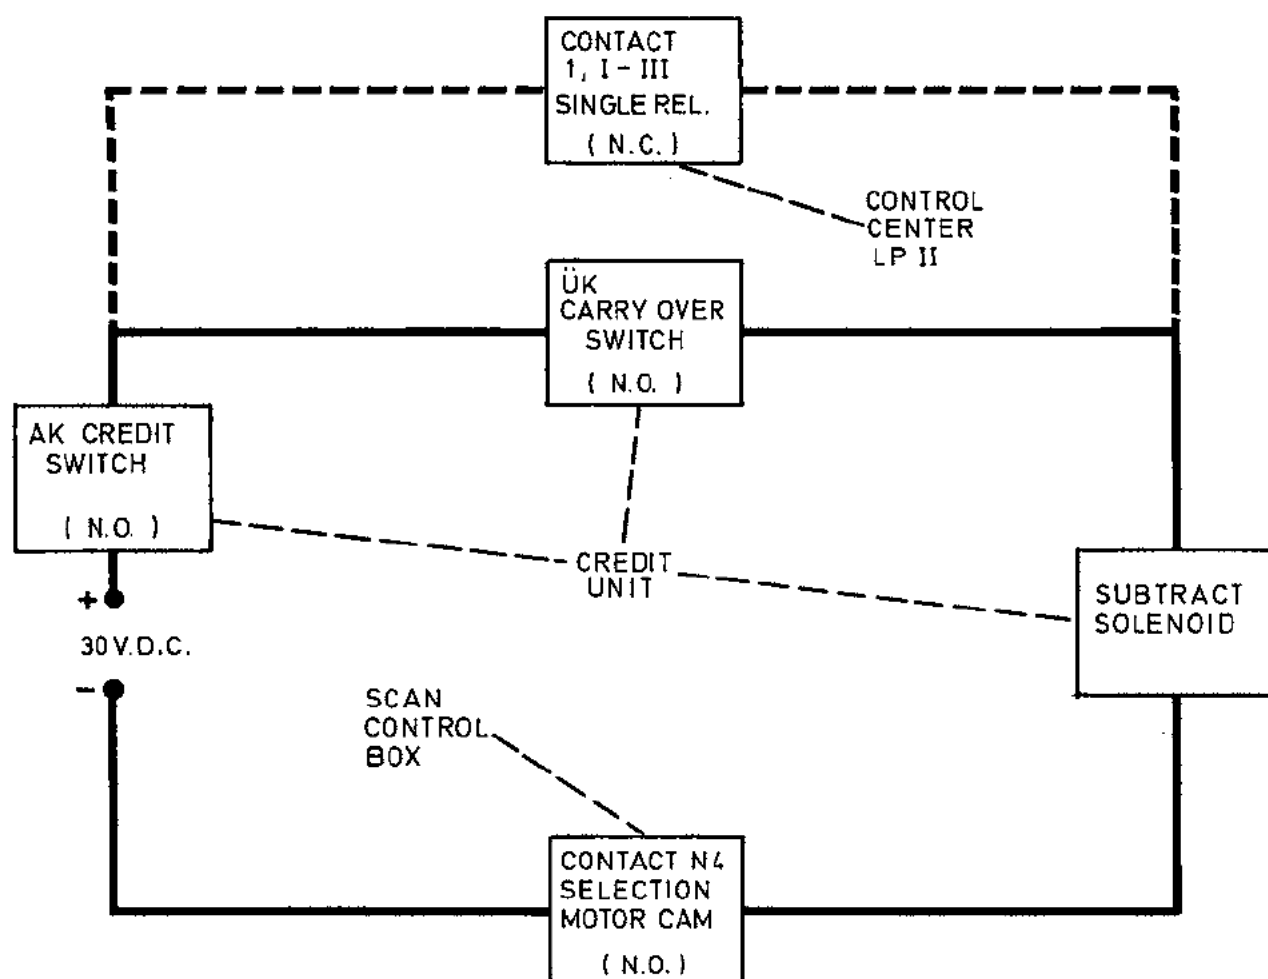 CONTACT
1, I - III
SINGLE REL.
( N.C. )
CONTROL
CENTER
LP II
ÜK
CARRY OVER
SWITCH
( N.O. )
AK CREDIT
SWITCH
( N.O. )
CREDIT
UNIT
SUBTRACT
SOLENOID
+
30 V.D.C.
-
SCAN
CONTROL
BOX
CONTACT N4
SELECTION
MOTOR CAM
( N.O. )